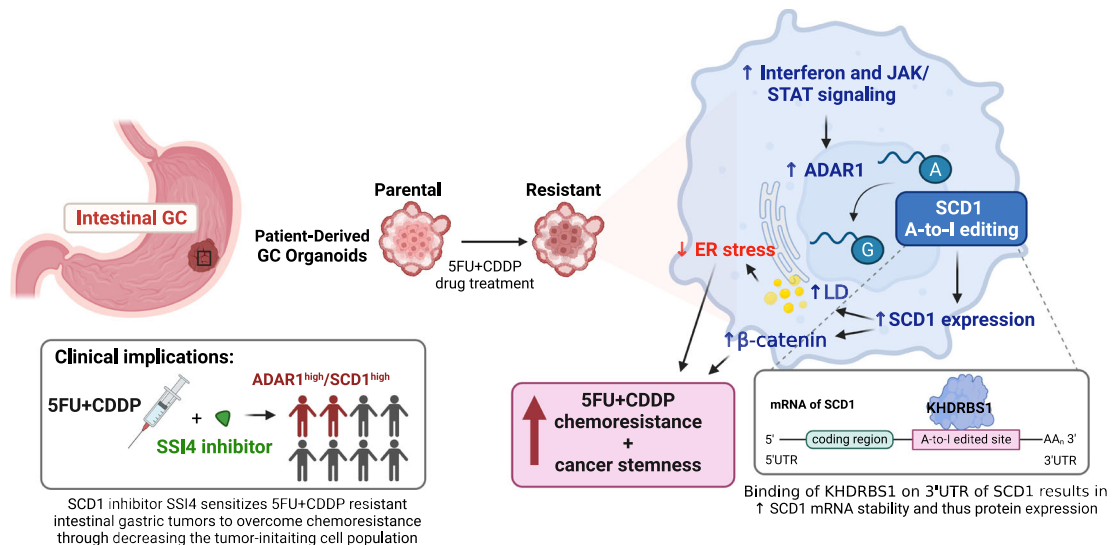 Intestinal GC
Patient-Derived
GC Organoids
Parental
Resistant
5FU+CDDP
drug treatment
↑ Interferon and JAK/
STAT signaling
↑ ADAR1
A
G
SCD1
A-to-I editing
↓ ER stress
↑LD
↑SCD1 expression
↑β-catenin
5FU+CDDP
chemoresistance
+
cancer stemness
Clinical implications:
5FU+CDDP
+
SSI4 inhibitor
ADAR1high/SCD1high
SCD1 inhibitor SSI4 sensitizes 5FU+CDDP resistant
intestinal gastric tumors to overcome chemoresistance
through decreasing the tumor-initaiting cell population
mRNA of SCD1
KHDRBS1
5' coding region A-to-I edited site AAn 3'
5'UTR 3'UTR
Binding of KHDRBS1 on 3'UTR of SCD1 results in
↑ SCD1 mRNA stability and thus protein expression